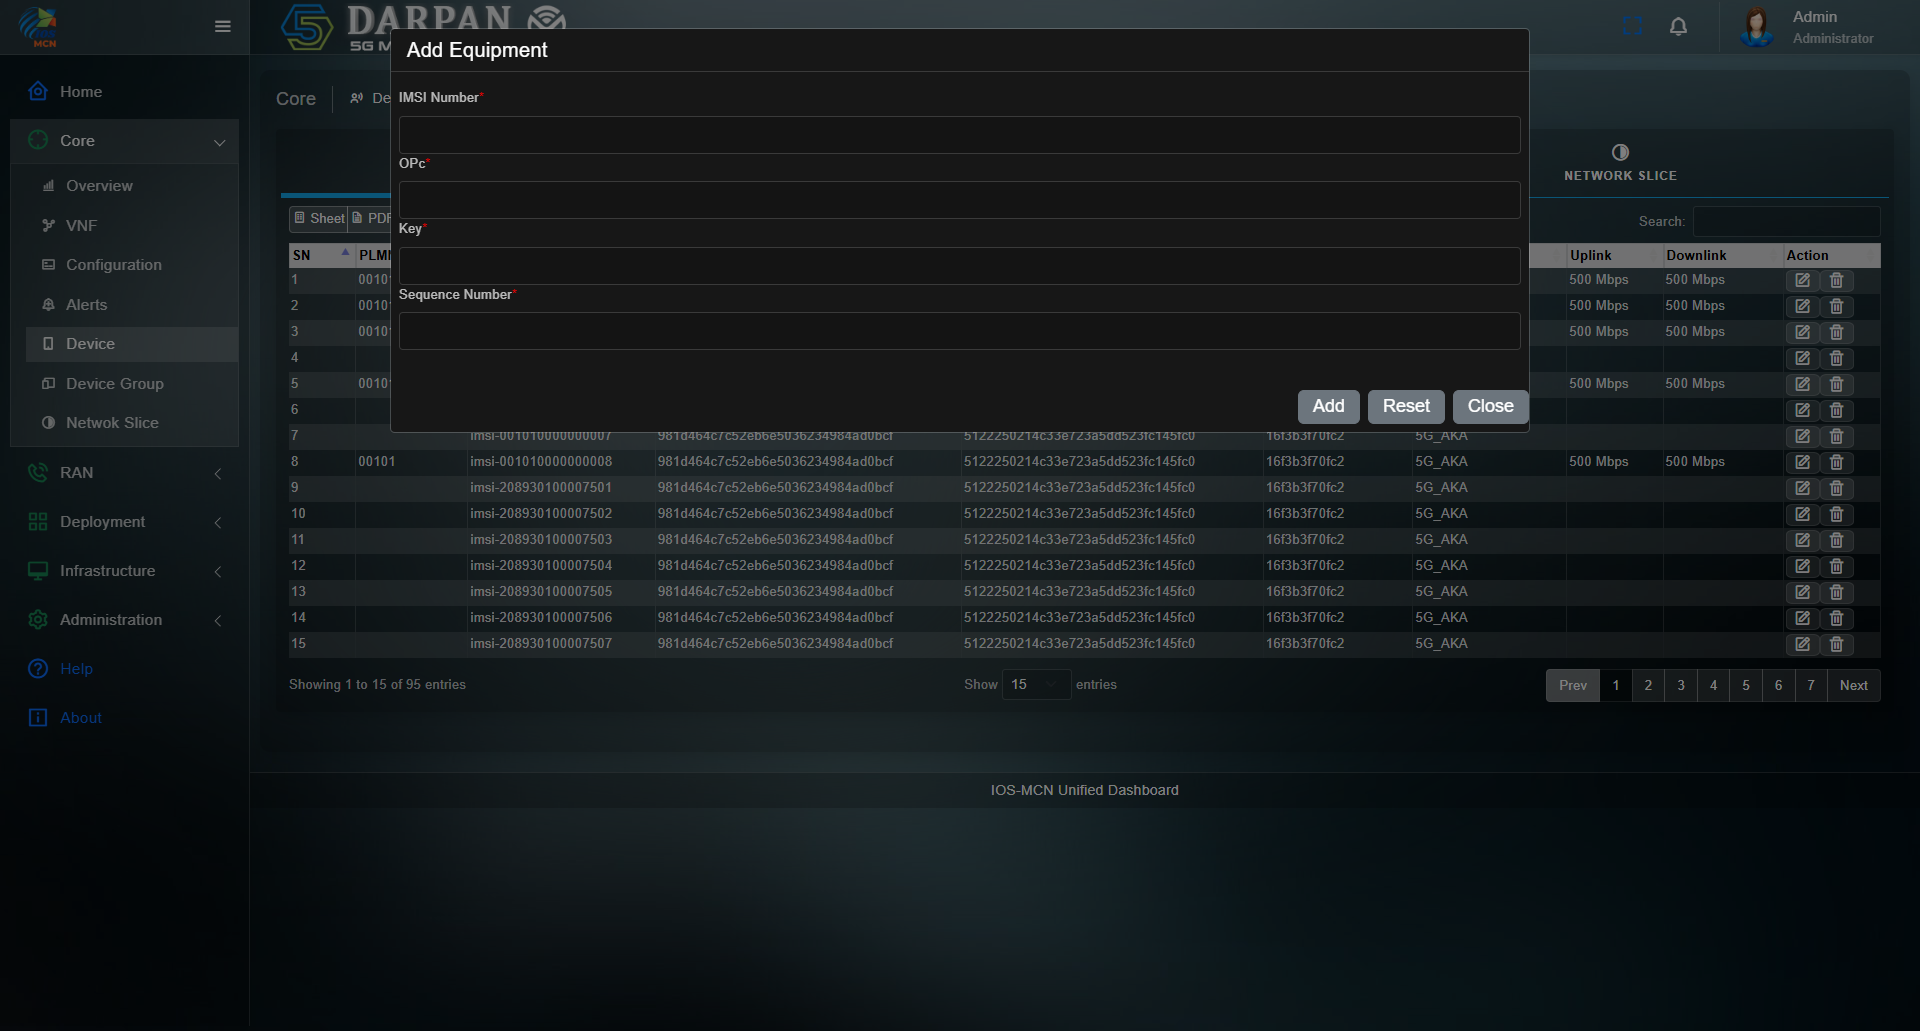 MCN
DARPAN
5G M
Admin
Administrator
Add Equipment
Home
Core
Overview
VNF
Configuration
Alerts
Device
Device Group
Netwok Slice
RAN
Deployment
Infrastructure
Administration
Help
About
Core
De
IMSI Number*
OPc*
Key*
Sequence Number*
Add Reset Close
NETWORK SLICE
Sheet PDF
Search:
SN PLMN Uplink Downlink Action
1 00101 500 Mbps 500 Mbps
2 00101 500 Mbps 500 Mbps
3 00101 500 Mbps 500 Mbps
4
5 00101 500 Mbps 500 Mbps
6
7 imsi-001010000000007 981d464c7c52eb6e5036234984ad0bcf 5122250214c33e723a5dd523fc145fc0 16f3b3f70fc2 5G_AKA
8 00101 imsi-001010000000008 981d464c7c52eb6e5036234984ad0bcf 5122250214c33e723a5dd523fc145fc0 16f3b3f70fc2 5G_AKA 500 Mbps 500 Mbps
9 imsi-208930100007501 981d464c7c52eb6e5036234984ad0bcf 5122250214c33e723a5dd523fc145fc0 16f3b3f70fc2 5G_AKA
10 imsi-208930100007502 981d464c7c52eb6e5036234984ad0bcf 5122250214c33e723a5dd523fc145fc0 16f3b3f70fc2 5G_AKA
11 imsi-208930100007503 981d464c7c52eb6e5036234984ad0bcf 5122250214c33e723a5dd523fc145fc0 16f3b3f70fc2 5G_AKA
12 imsi-208930100007504 981d464c7c52eb6e5036234984ad0bcf 5122250214c33e723a5dd523fc145fc0 16f3b3f70fc2 5G_AKA
13 imsi-208930100007505 981d464c7c52eb6e5036234984ad0bcf 5122250214c33e723a5dd523fc145fc0 16f3b3f70fc2 5G_AKA
14 imsi-208930100007506 981d464c7c52eb6e5036234984ad0bcf 5122250214c33e723a5dd523fc145fc0 16f3b3f70fc2 5G_AKA
15 imsi-208930100007507 981d464c7c52eb6e5036234984ad0bcf 5122250214c33e723a5dd523fc145fc0 16f3b3f70fc2 5G_AKA
Showing 1 to 15 of 95 entries Show 15 entries Prev 1 2 3 4 5 6 7 Next
IOS-MCN Unified Dashboard